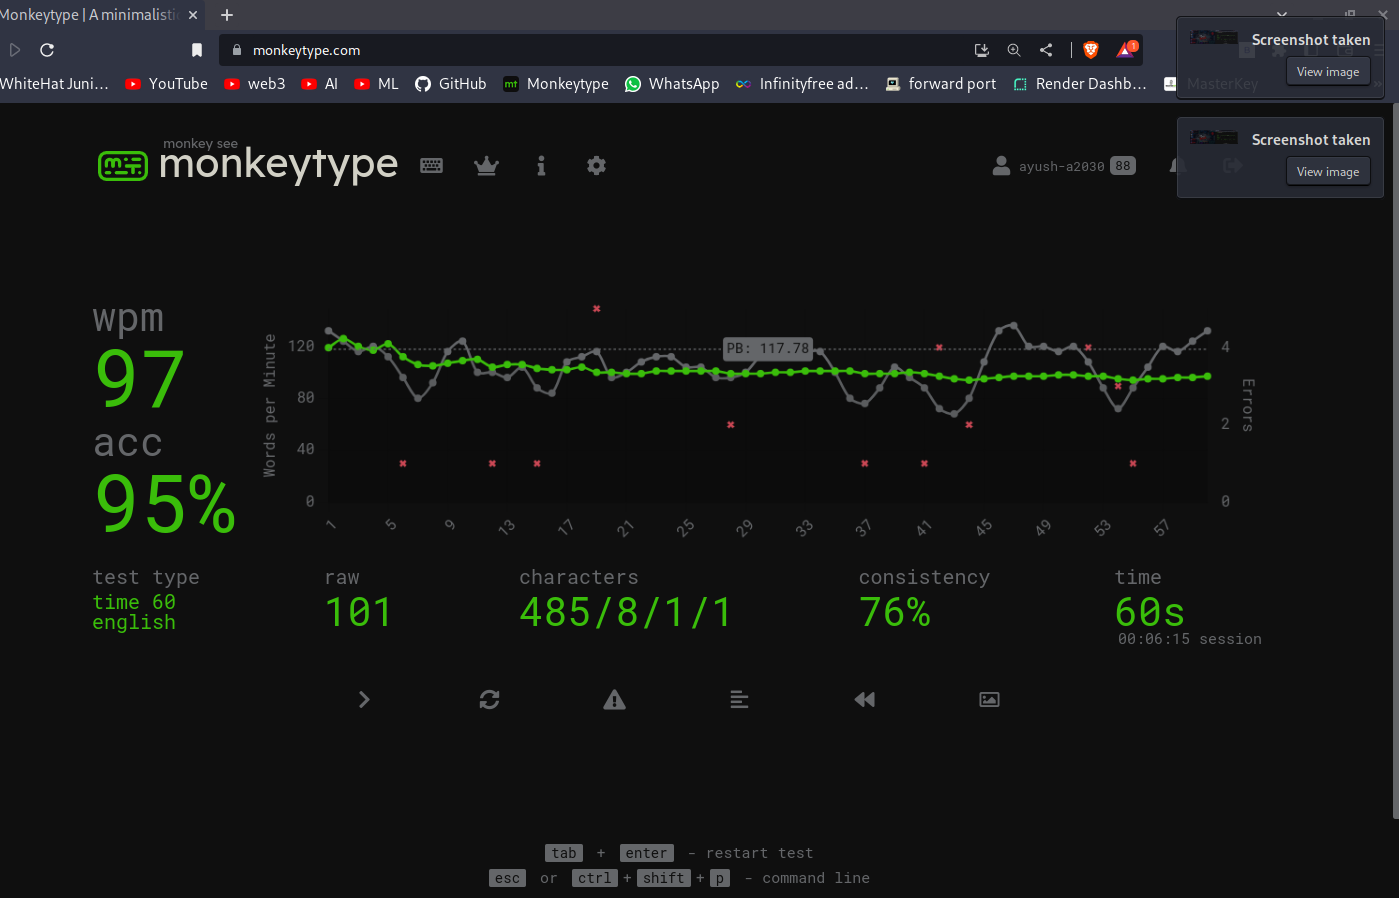 Monkeytype | A minimalisti
monkeytype.com
1
Screenshot taken
View image
WhiteHat Juni…
YouTube
web3
AI
ML
GitHub
Monkeytype
WhatsApp
Infinityfree ad…
forward port
Render Dashb…
MasterKey
»
Screenshot taken
View image
monkey see
monkeytype
ayush-a2030 88
wpm
97
acc
95%
Words per Minute
120
80
40
0
PB: 117.78
4
2
0
Errors
1 5 9 13 17 21 25 29 33 37 41 45 49 53 57
test type
time 60
english
raw
101
characters
485/8/1/1
consistency
76%
time
60s
00:06:15 session
tab + enter - restart test
esc or ctrl + shift + p - command line